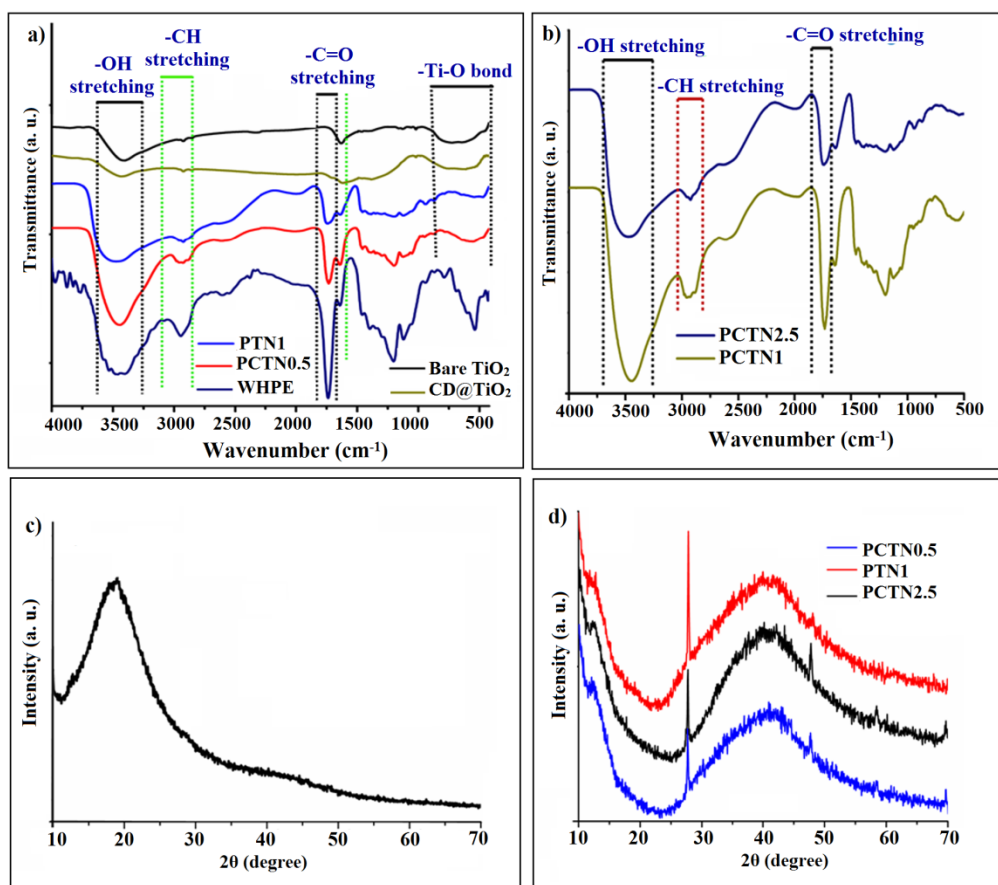 a)
-OH
stretching
-CH
stretching
-C=O
stretching
-Ti-O bond
Transmittance (a. u.)
PTN1
PCTN0.5
WHPE
Bare TiO₂
CD@TiO₂
4000 3500 3000 2500 2000 1500 1000 500
Wavenumber (cm⁻¹)
b)
-OH stretching
-CH stretching
-C=O stretching
Transmittance (a. u.)
PCTN2.5
PCTN1
4000 3500 3000 2500 2000 1500 1000 500
Wavenumber (cm⁻¹)
c)
Intensity (a. u.)
10 19 20 30 40 50 60 70
2θ (degree)
d)
PCTN0.5
PTN1
PCTN2.5
Intensity (a. u.)
10 20 30 40 50 60 70
2θ (degree)